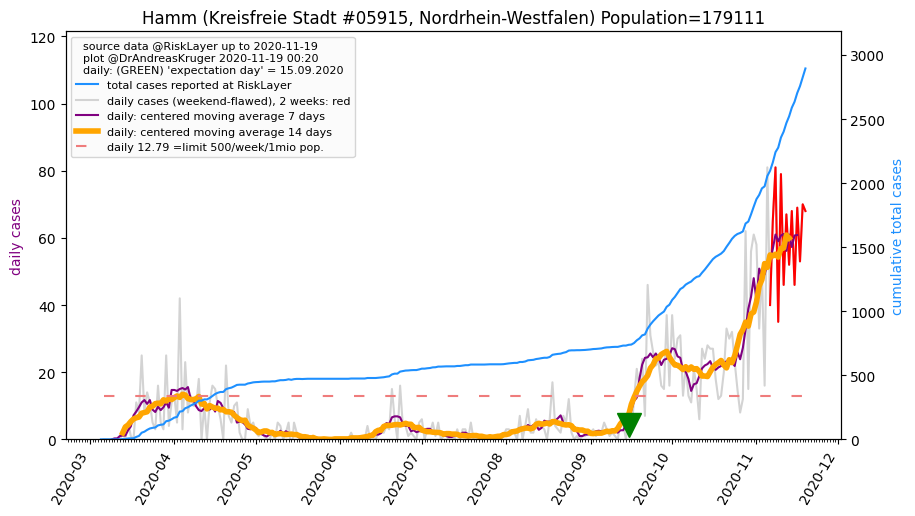 Hamm (Kreisfreie Stadt #05915, Nordrhein-Westfalen) Population=179111
source data @RiskLayer up to 2020-11-19
plot @DrAndreasKruger 2020-11-19 00:20
daily: (GREEN) 'expectation day' = 15.09.2020
total cases reported at RiskLayer
daily cases (weekend-flawed), 2 weeks: red
daily: centered moving average 7 days
daily: centered moving average 14 days
daily 12.79 =limit 500/week/1mio pop.
daily cases
120
100
80
60
40
20
0
cumulative total cases
3000
2500
2000
1500
1000
500
0
2020-03
2020-04
2020-05
2020-06
2020-07
2020-08
2020-09
2020-10
2020-11
2020-12